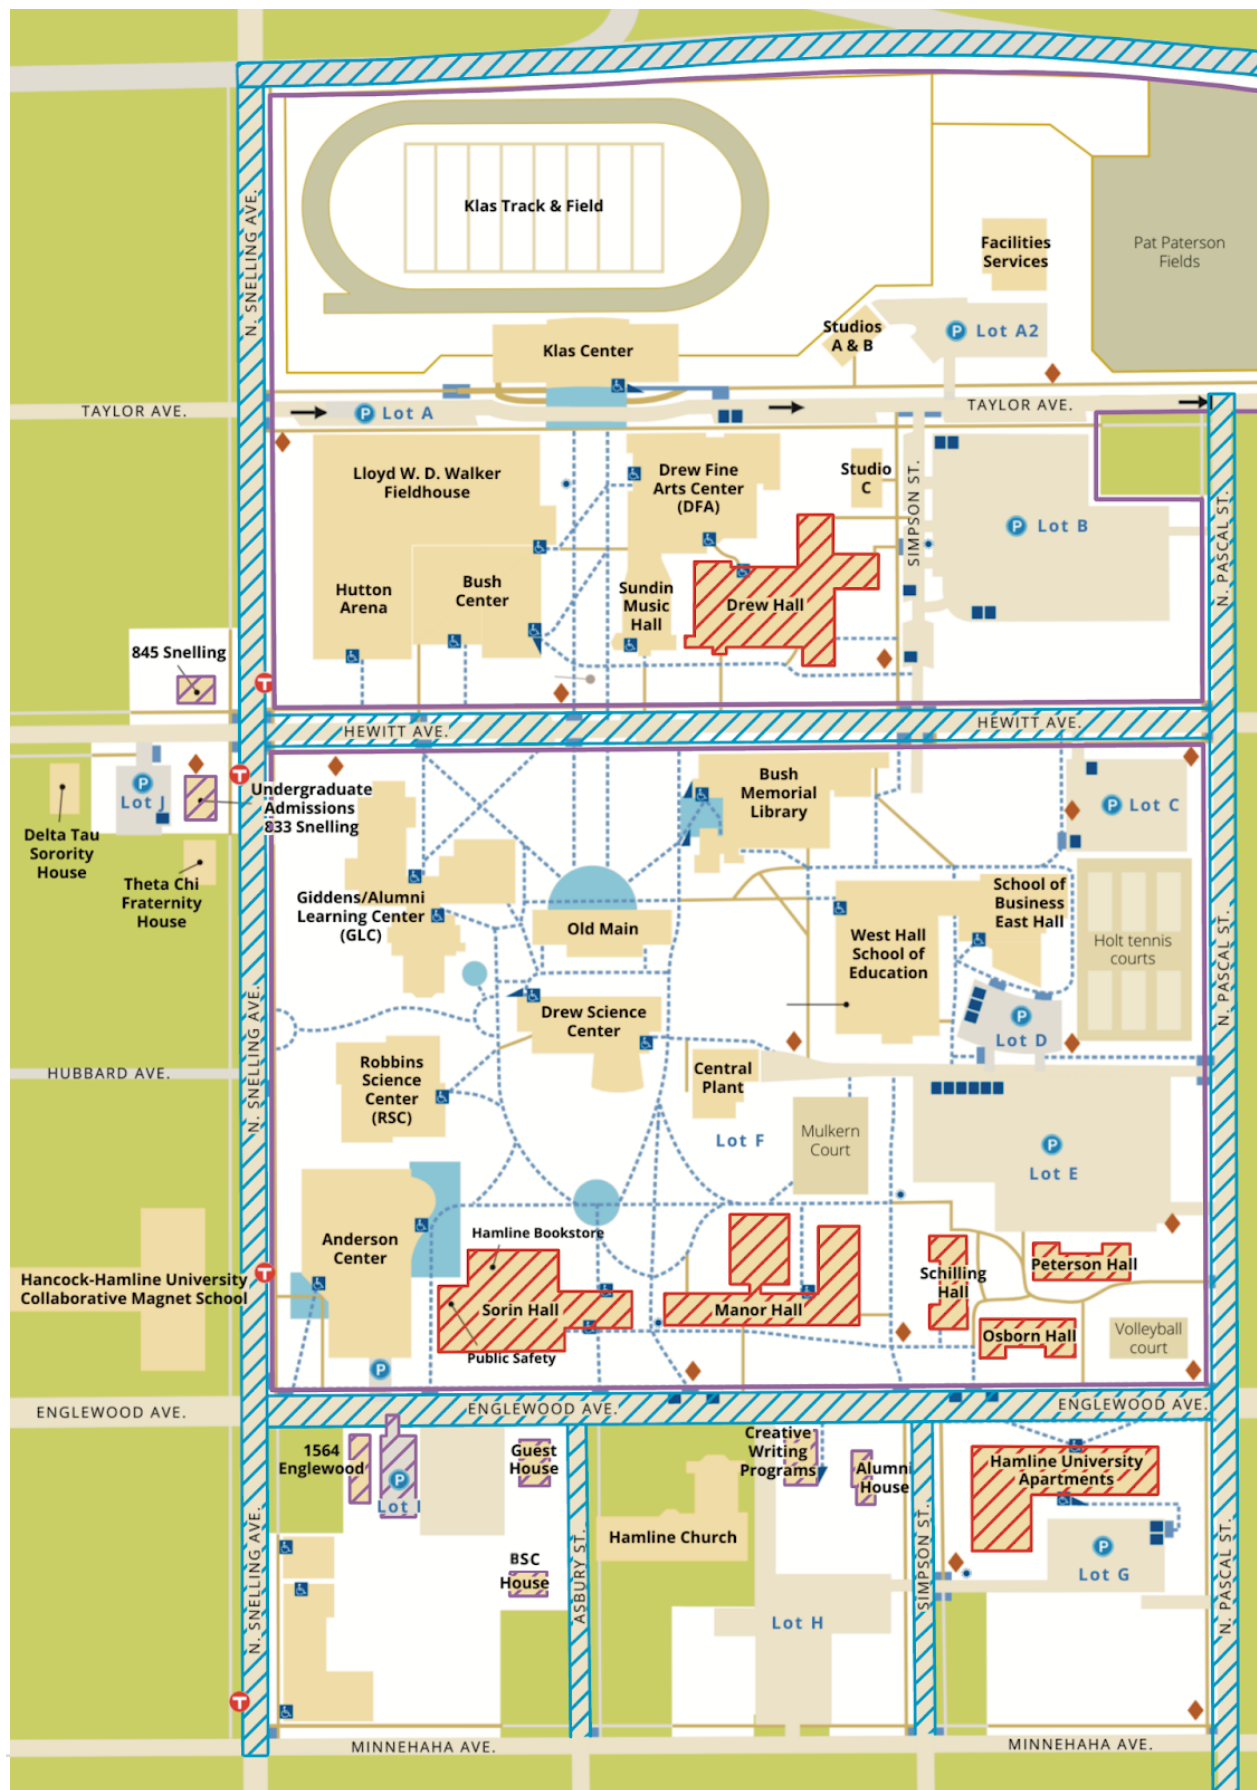 N. SNELLING AVE.
Klas Track & Field
Facilities
Services
Pat Paterson
Fields
Studios
A & B
P
Lot A2
Klas Center
TAYLOR AVE.
P
Lot A
TAYLOR AVE.
Lloyd W. D. Walker
Fieldhouse
Drew Fine
Arts Center
(DFA)
Studio
C
SIMPSON ST.
P
Lot B
N. PASCAL ST.
Hutton
Arena
Bush
Center
Sundin
Music
Hall
Drew Hall
845 Snelling
T
HEWITT AVE.
HEWITT AVE.
T
P
Lot J
Undergraduate
Admissions
833 Snelling
Delta Tau
Sorority
House
Theta Chi
Fraternity
House
Bush
Memorial
Library
P
Lot C
Giddens/Alumni
Learning Center
(GLC)
Old Main
School of
Business
East Hall
West Hall
School of
Education
Holt tennis
courts
N. PASCAL ST.
N. SNELLING AVE.
Drew Science
Center
P
Lot D
HUBBARD AVE.
Robbins
Science
Center
(RSC)
Central
Plant
Lot F
Mulkern
Court
P
Lot E
Anderson
Center
Hamline Bookstore
Hancock-Hamline University
Collaborative Magnet School
T
Sorin Hall
Public Safety
Manor Hall
Schilling
Hall
Peterson Hall
Osborn Hall
Volleyball
court
P
ENGLEWOOD AVE.
ENGLEWOOD AVE.
ENGLEWOOD AVE.
1564
Englewood
P
Lot I
Guest
House
Creative
Writing
Programs
Alumni
House
Hamline University
Apartments
N. SNELLING AVE.
BSC
House
ASBURY ST.
Hamline Church
Lot H
SIMPSON ST.
P
Lot G
N. PASCAL ST.
T
MINNEHAHA AVE.
MINNEHAHA AVE.